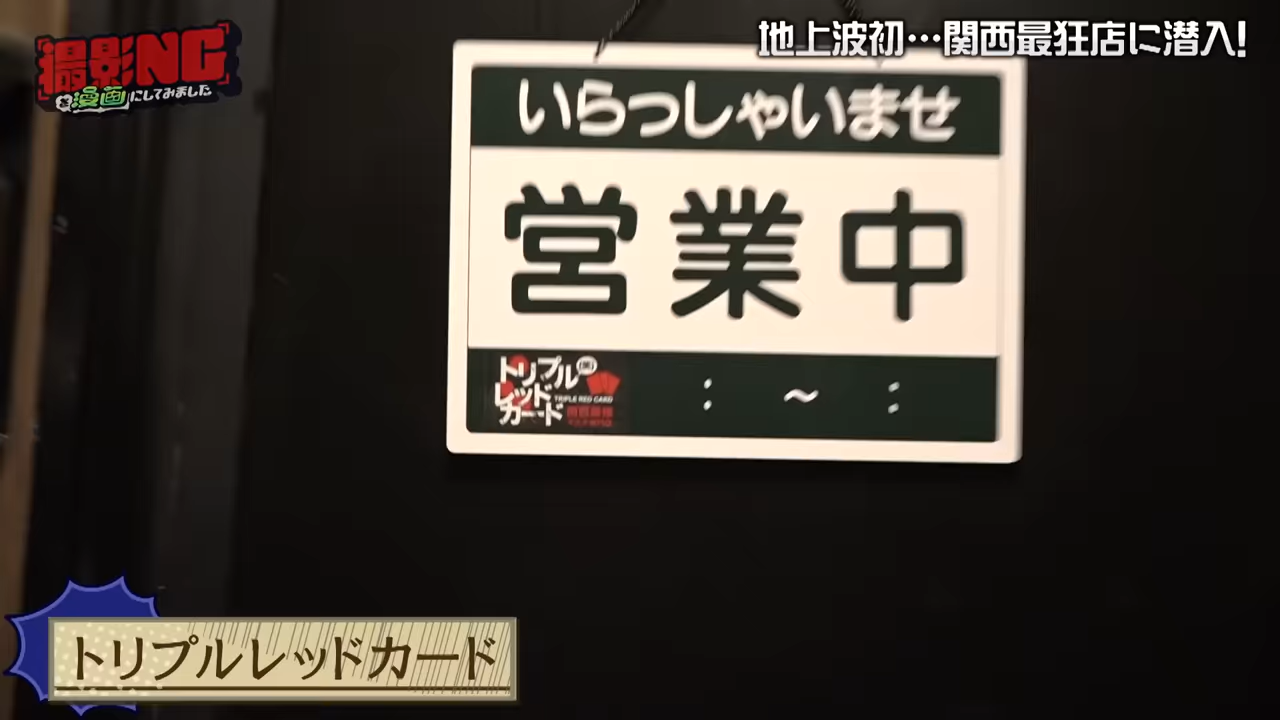 撮影NG
を漫画にしてみました
地上波初…関西最狂店に潜入!
いらっしゃいませ
営業中
トリプル
レッド
カード
TRIPLE RED CARD
: ~ :
トリプルレッドカード